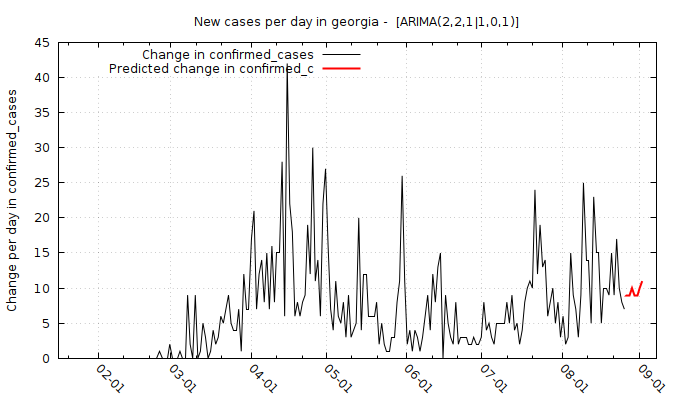 New cases per day in georgia -  [ARIMA(2,2,1|1,0,1)]
Change in confirmed_cases
Predicted change in confirmed_c
Change per day in confirmed_cases
45
40
35
30
25
20
15
10
5
0
02-01 03-01 04-01 05-01 06-01 07-01 08-01 09-01